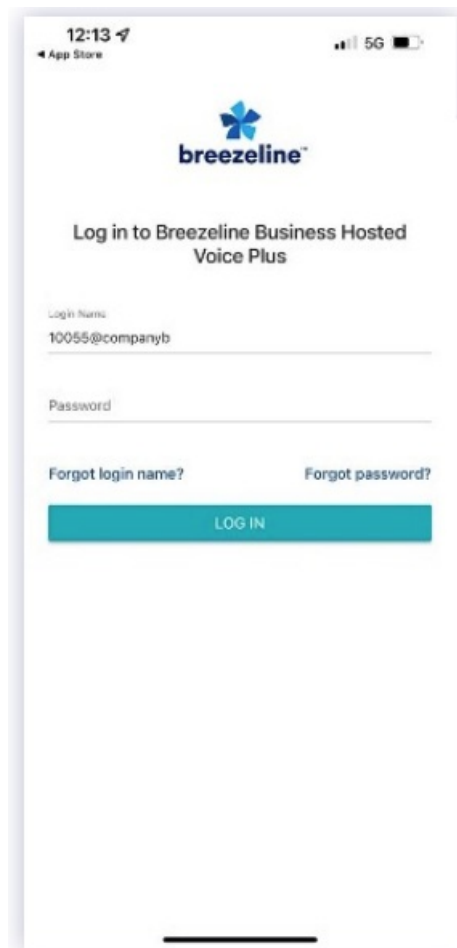 12:13
◀ App Store
5G
breezeline™
Log in to Breezeline Business Hosted
Voice Plus
Login Name
10055@companyb
Password
Forgot login name?
Forgot password?
LOG IN